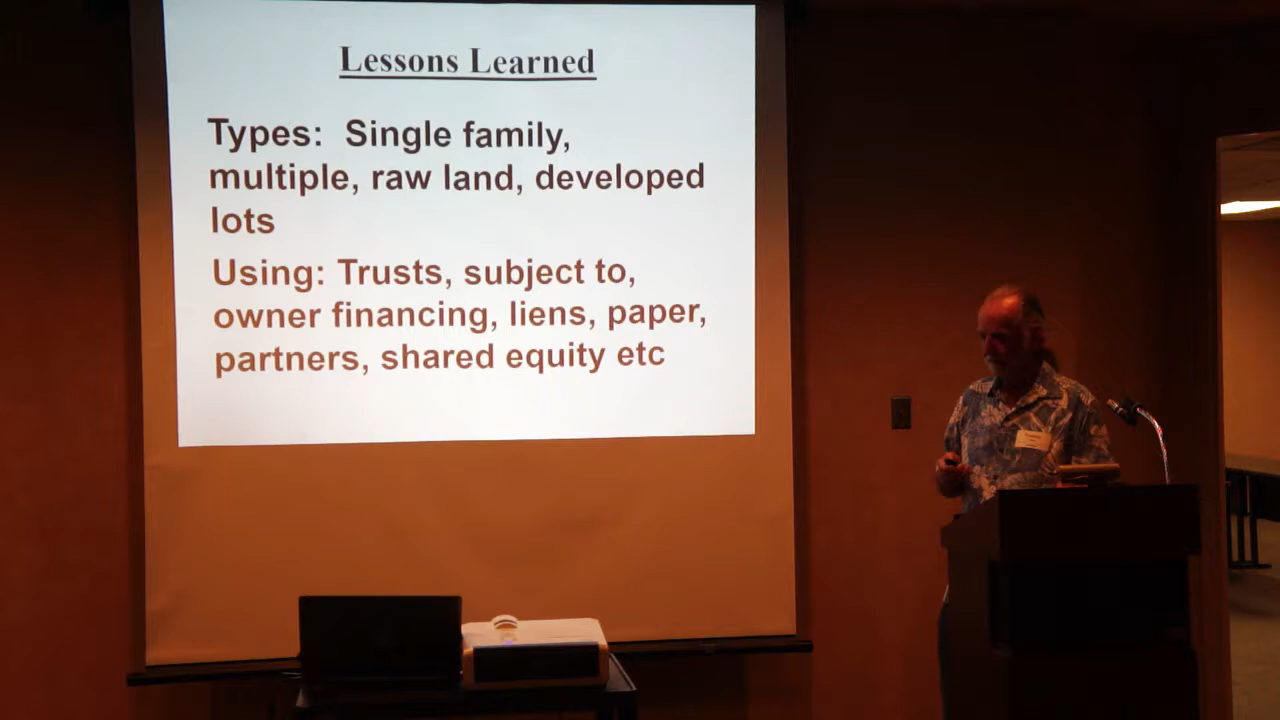 Lessons Learned
Types: Single family,
multiple, raw land, developed
lots
Using: Trusts, subject to,
owner financing, liens, paper,
partners, shared equity etc